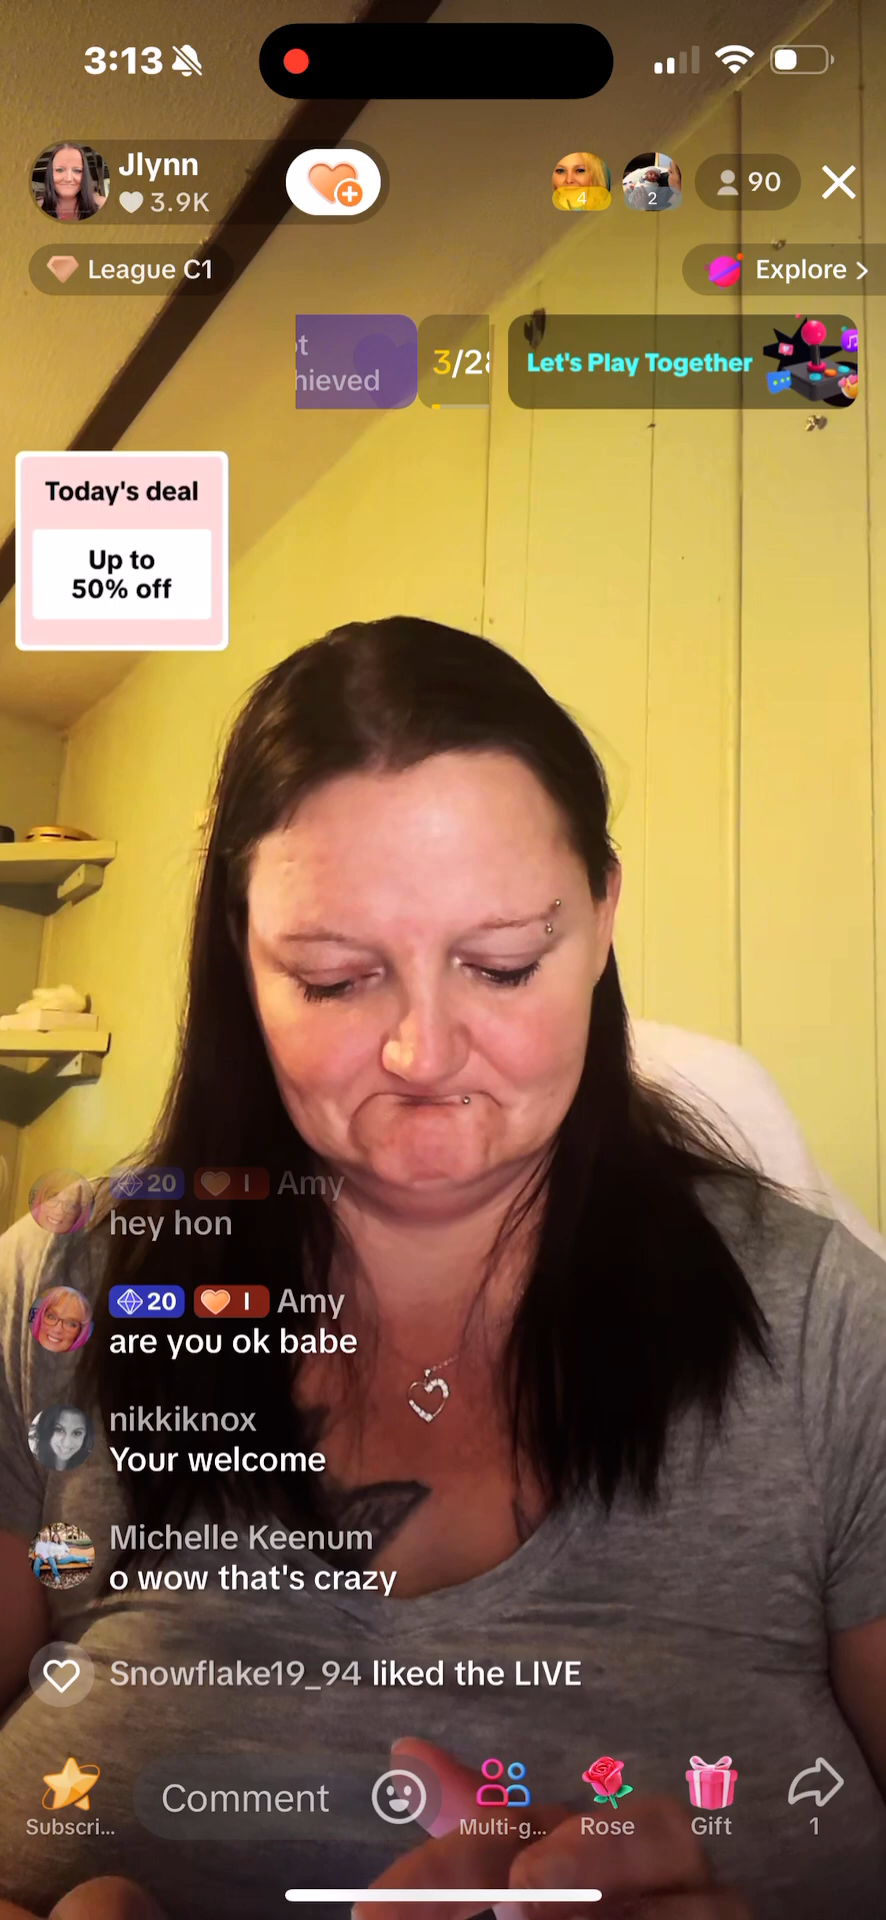 3:13
Jlynn
3.9K
4
2
90
League C1
Explore >
hieved
3/28
Let's Play Together
Today's deal
Up to
50% off
20 I Amy
hey hon
20 I Amy
are you ok babe
nikkiknox
Your welcome
Michelle Keenum
o wow that's crazy
Snowflake19_94 liked the LIVE
Comment
Subscri...
Multi-g...
Rose
Gift
1